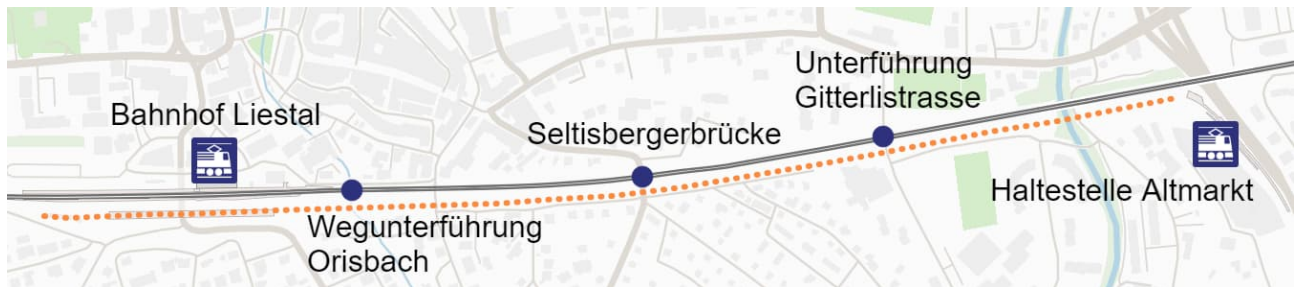 Bahnhof Liestal
Wegunterführung
Orisbach
Seltisbergerbrücke
Unterführung
Gitterlistrasse
Haltestelle Altmarkt